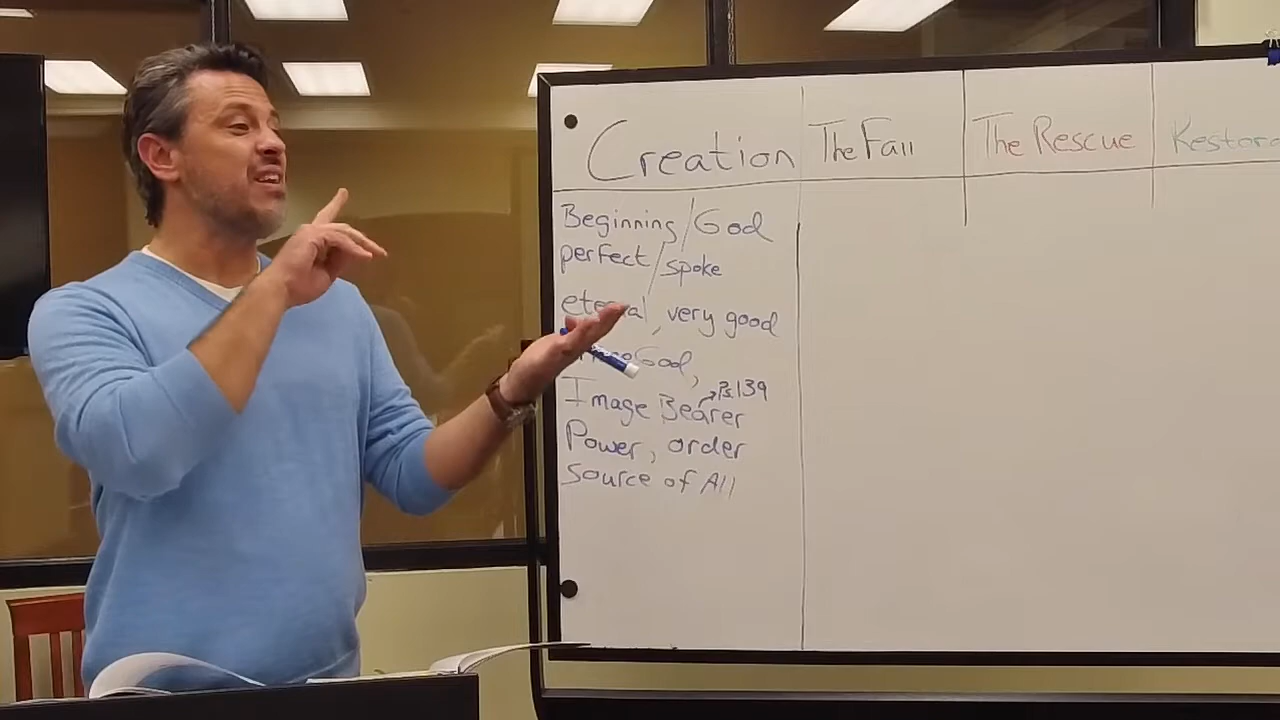 Creation The Fall The Rescue
Beginning/God
perfect/spoke
very good
God,
Ps.139
Image Bearer
Power, order
Source of All